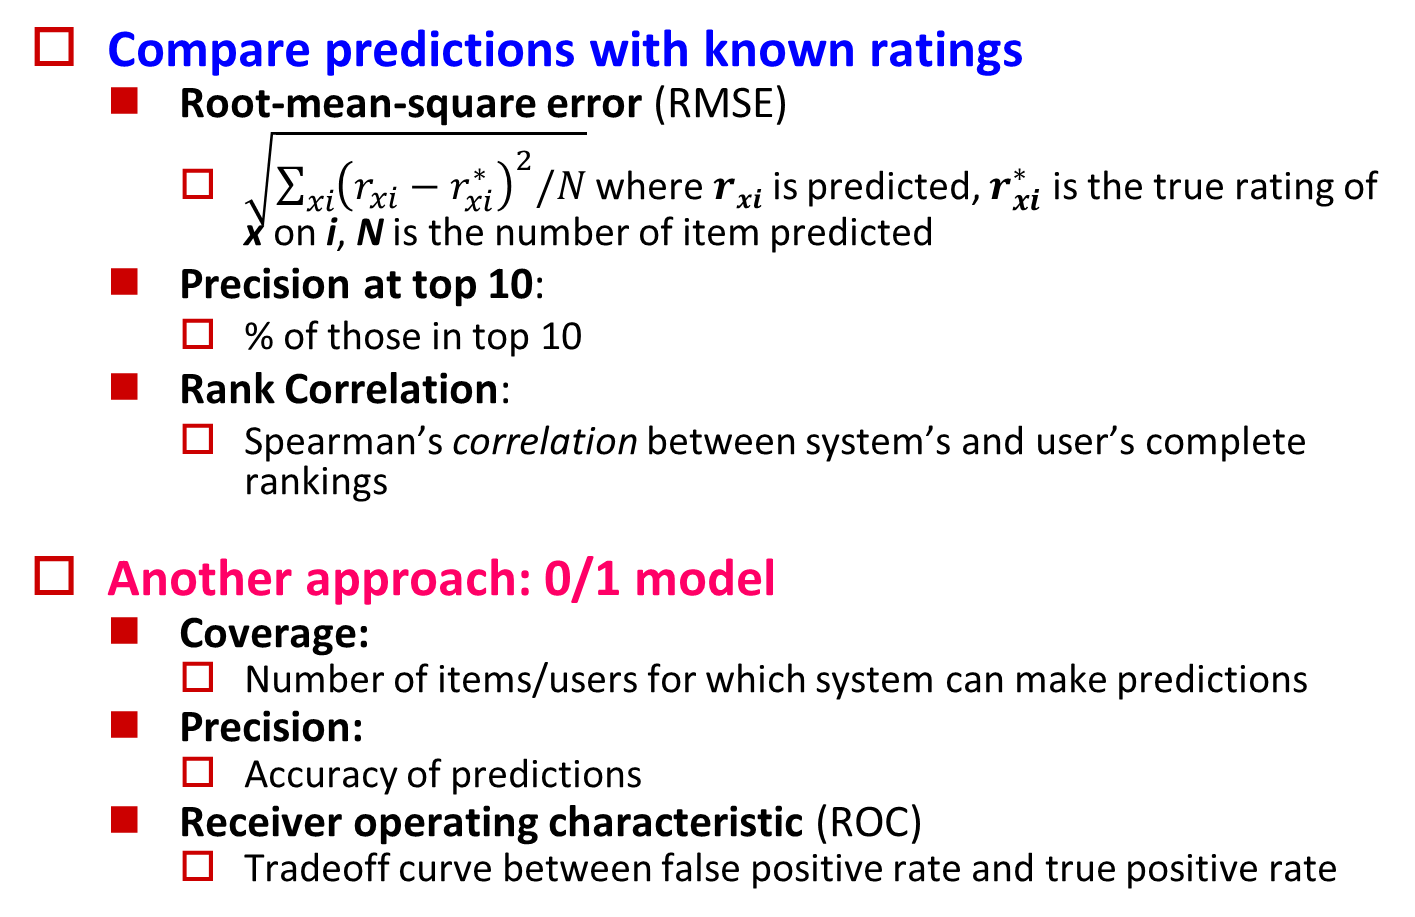 Compare predictions with known ratings
Root-mean-square error (RMSE)
√(∑_{xi}(r_{xi} − r*_{xi})²/N) where r_{xi} is predicted, r*_{xi} is the true rating of
x on i, N is the number of item predicted
Precision at top 10:
% of those in top 10
Rank Correlation:
Spearman’s correlation between system’s and user’s complete
rankings
Another approach: 0/1 model
Coverage:
Number of items/users for which system can make predictions
Precision:
Accuracy of predictions
Receiver operating characteristic (ROC)
Tradeoff curve between false positive rate and true positive rate